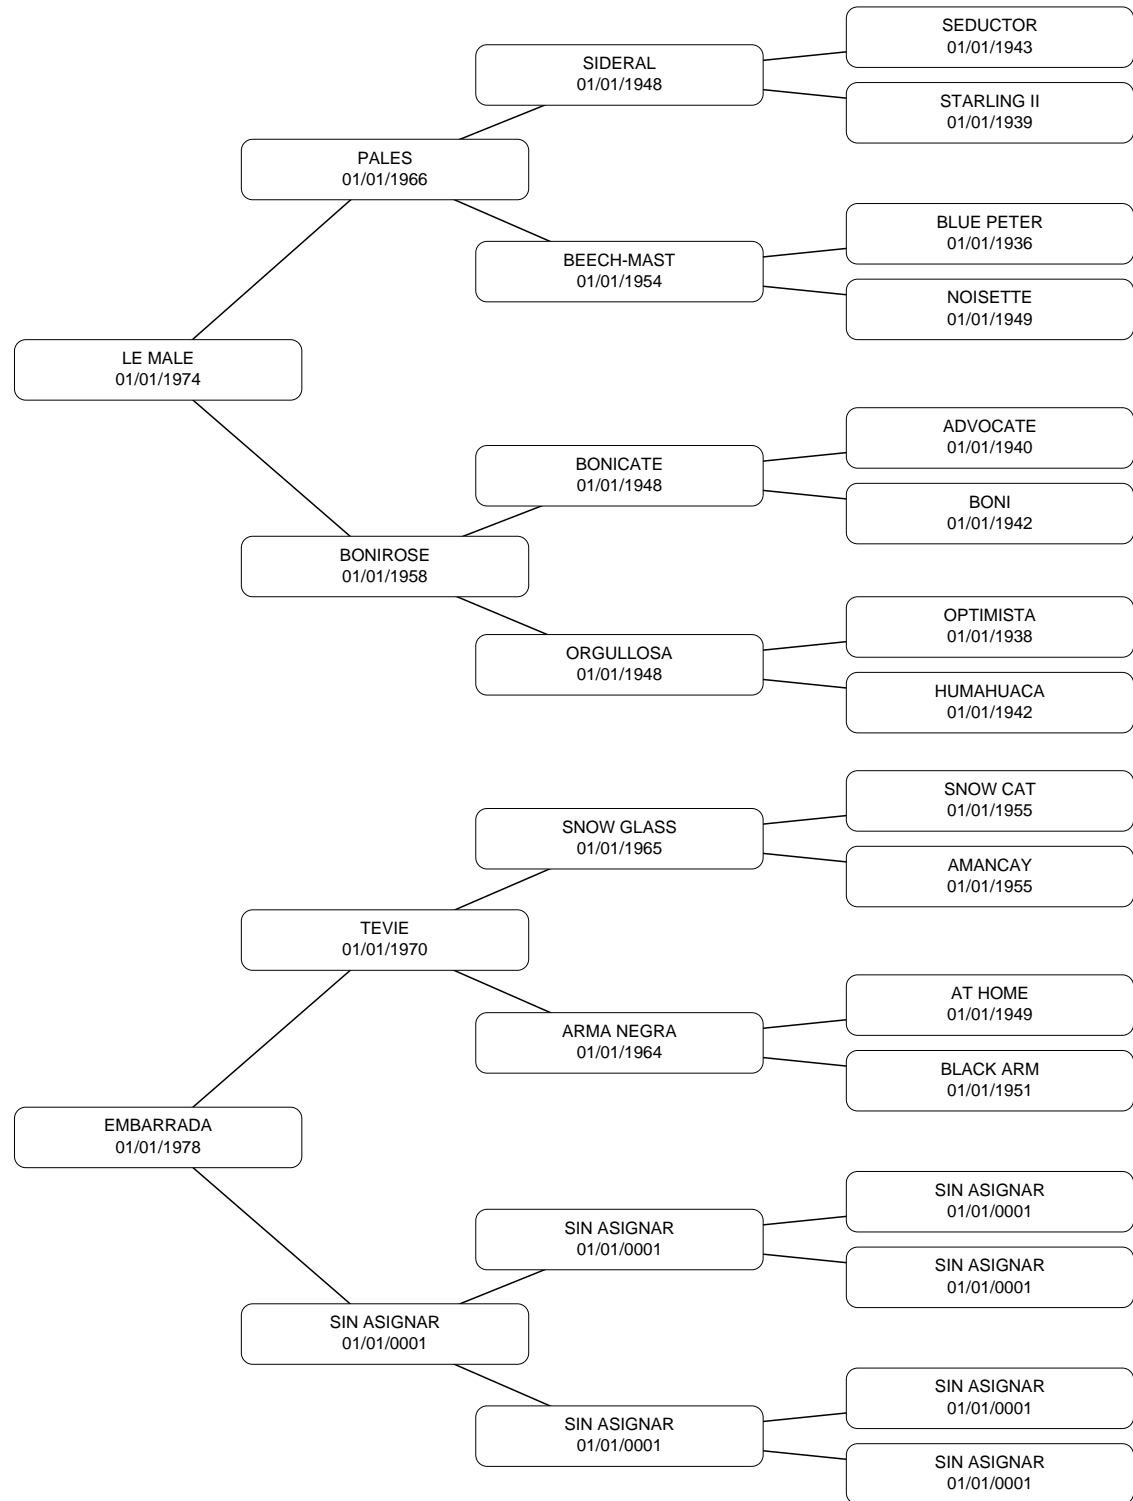 SEDUCTOR
01/01/1943
SIDERAL
01/01/1948
STARLING II
01/01/1939
PALES
01/01/1966
BLUE PETER
01/01/1936
BEECH-MAST
01/01/1954
NOISETTE
01/01/1949
LE MALE
01/01/1974
ADVOCATE
01/01/1940
BONICATE
01/01/1948
BONI
01/01/1942
BONIROSE
01/01/1958
OPTIMISTA
01/01/1938
ORGULLOSA
01/01/1948
HUMAHUACA
01/01/1942
SNOW CAT
01/01/1955
SNOW GLASS
01/01/1965
AMANCAY
01/01/1955
TEVIE
01/01/1970
AT HOME
01/01/1949
ARMA NEGRA
01/01/1964
BLACK ARM
01/01/1951
EMBARRADA
01/01/1978
SIN ASIGNAR
01/01/0001
SIN ASIGNAR
01/01/0001
SIN ASIGNAR
01/01/0001
SIN ASIGNAR
01/01/0001
SIN ASIGNAR
01/01/0001
SIN ASIGNAR
01/01/0001
SIN ASIGNAR
01/01/0001